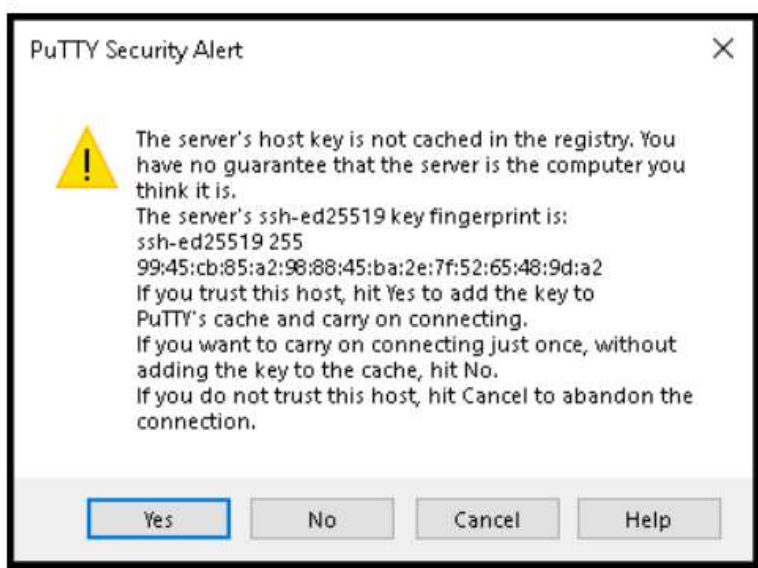 PuTTY Security Alert
The server's host key is not cached in the registry. You
have no guarantee that the server is the computer you
think it is.
The server's ssh-ed25519 key fingerprint is:
ssh-ed25519 255
99:45:cb:85:a2:98:88:45:ba:2e:7f:52:65:48:9d:a2
If you trust this host, hit Yes to add the key to
PuTTY's cache and carry on connecting.
If you want to carry on connecting just once, without
adding the key to the cache, hit No.
If you do not trust this host, hit Cancel to abandon the
connection.
Yes No Cancel Help